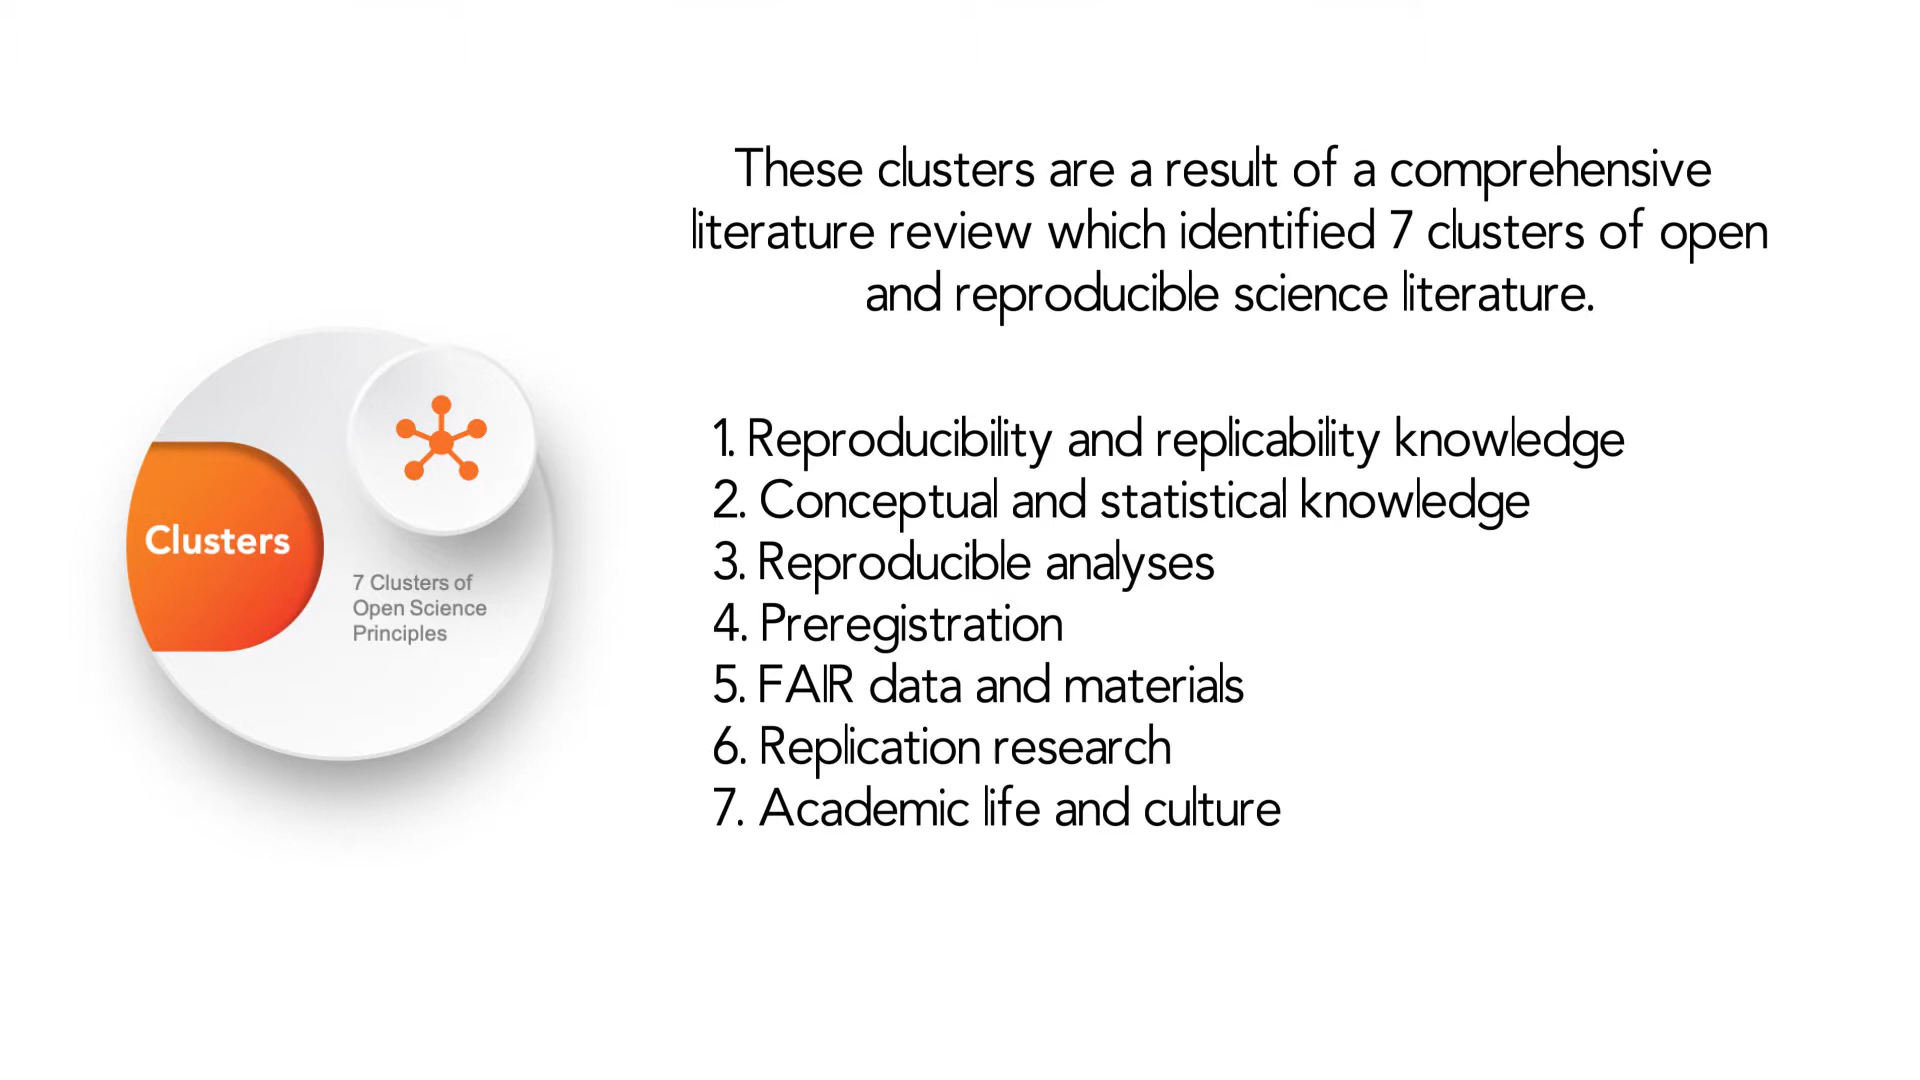 These clusters are a result of a comprehensive
literature review which identified 7 clusters of open
and reproducible science literature.
Clusters
7 Clusters of
Open Science
Principles
1. Reproducibility and replicability knowledge
2. Conceptual and statistical knowledge
3. Reproducible analyses
4. Preregistration
5. FAIR data and materials
6. Replication research
7. Academic life and culture